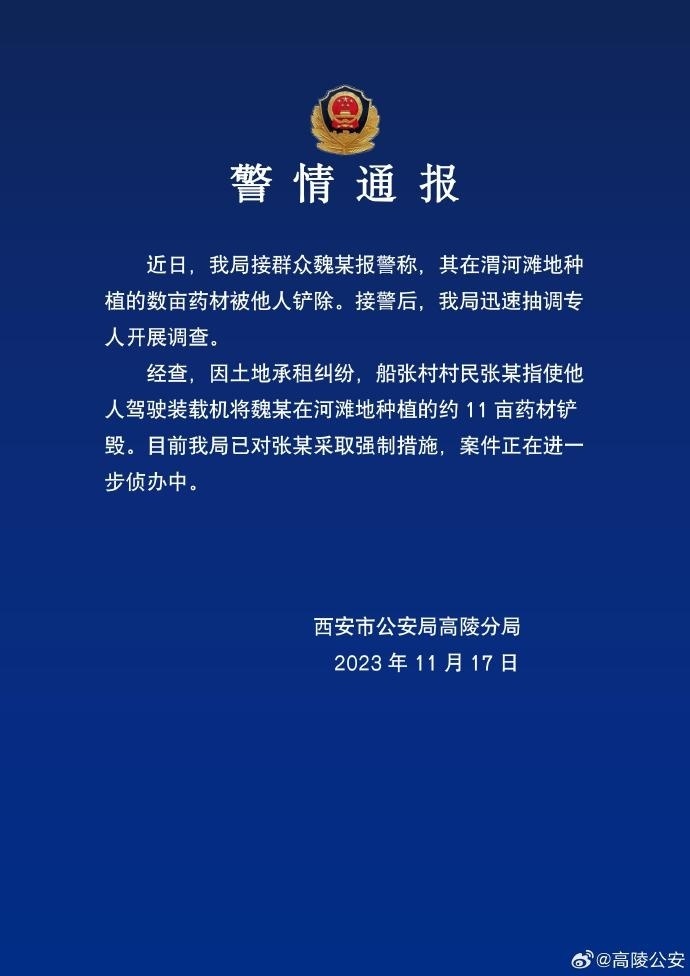 警情通报
近日，我局接群众魏某报警称，其在渭河滩地种
植的数亩药材被他人铲除。接警后，我局迅速抽调专
人开展调查。
经查，因土地承租纠纷，船张村村民张某指使他
人驾驶装载机将魏某在河滩地种植的约 11 亩药材铲
毁。目前我局已对张某采取强制措施，案件正在进一
步侦办中。
西安市公安局高陵分局
2023 年 11 月 17 日
@高陵公安